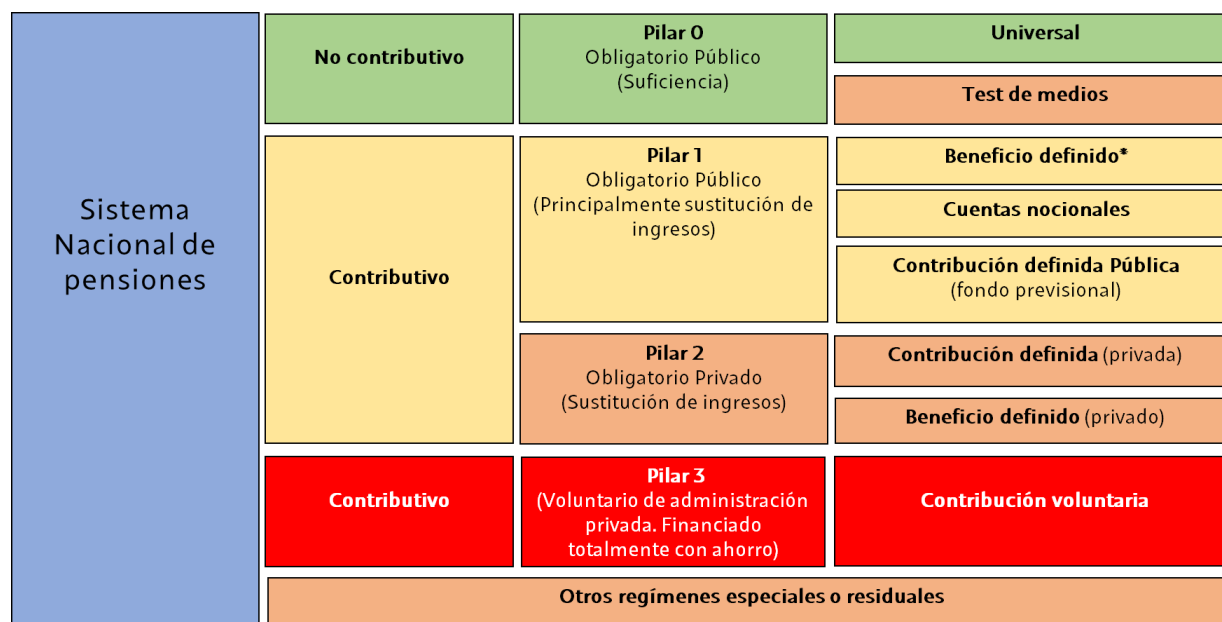 Sistema
Nacional de
pensiones
No contributivo
Pilar 0
Obligatorio Público
(Suficiencia)
Universal
Test de medios
Contributivo
Pilar 1
Obligatorio Público
(Principalmente sustitución de
ingresos)
Beneficio definido*
Cuentas nocionales
Contribución definida Pública
(fondo previsional)
Pilar 2
Obligatorio Privado
(Sustitución de ingresos)
Contribución definida (privada)
Beneficio definido (privado)
Contributivo
Pilar 3
(Voluntario de administración
privada. Financiado
totalmente con ahorro)
Contribución voluntaria
Otros regímenes especiales o residuales